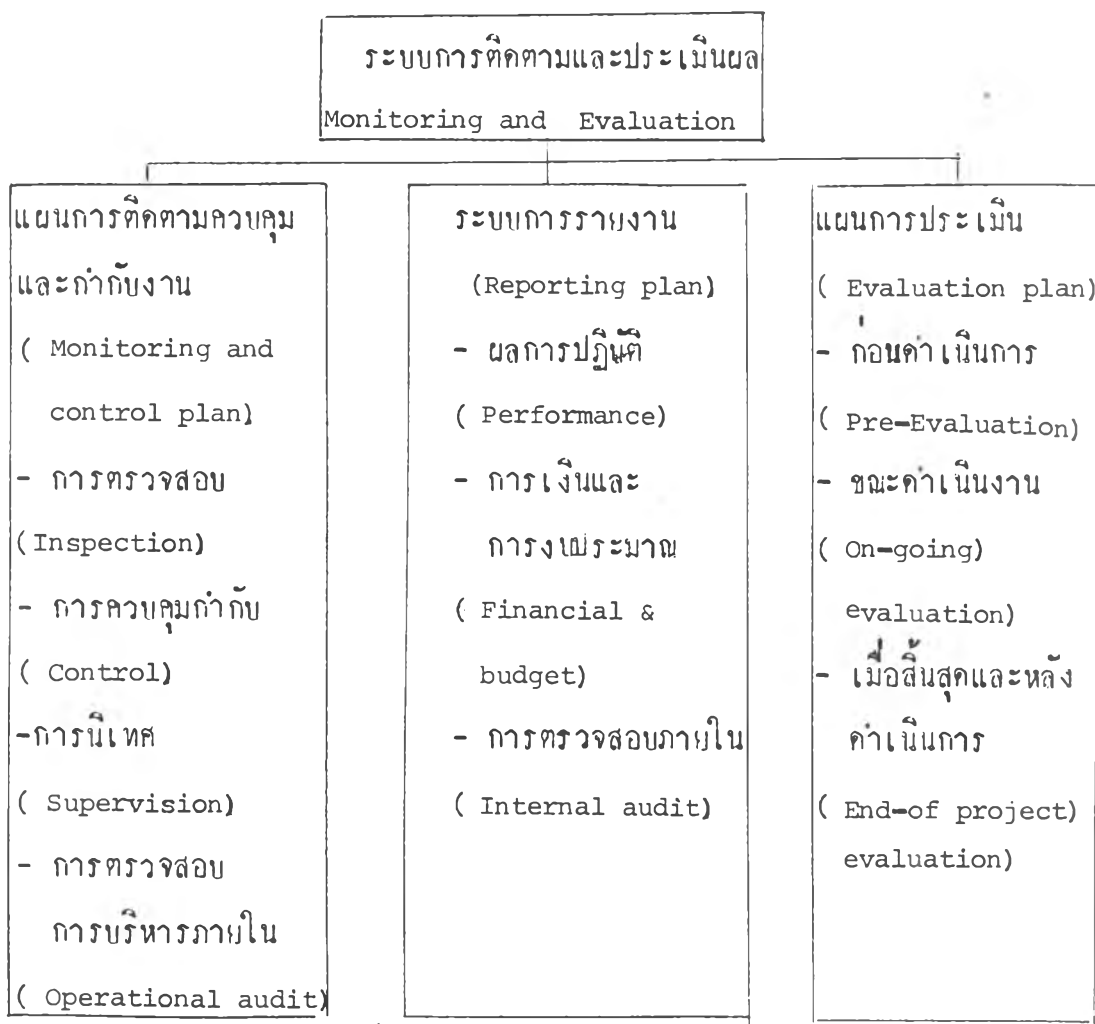 ระบบการติดตามและประเมินผล
Monitoring and Evaluation
แผนการติดตามควบคุม
และกำกับงาน
( Monitoring and
control plan)
- การตรวจสอบ
(Inspection)
- การควบคุมกำกับ
( Control)
-การนิเทศ
( Supervision)
- การตรวจสอบ
การบริหารภายใน
( Operational audit)
ระบบการรายงาน
(Reporting plan)
- ผลการปฏิบัติ
( Performance)
- การเงินและ
การงบประมาณ
( Financial &
budget)
- การตรวจสอบภายใน
( Internal audit)
แผนการประเมิน
( Evaluation plan)
- ก่อนดำเนินการ
( Pre-Evaluation)
- ขณะดำเนินงาน
( On-going)
evaluation)
- เมื่อสิ้นสุดและหลัง
ดำเนินการ
( End-of project)
evaluation)